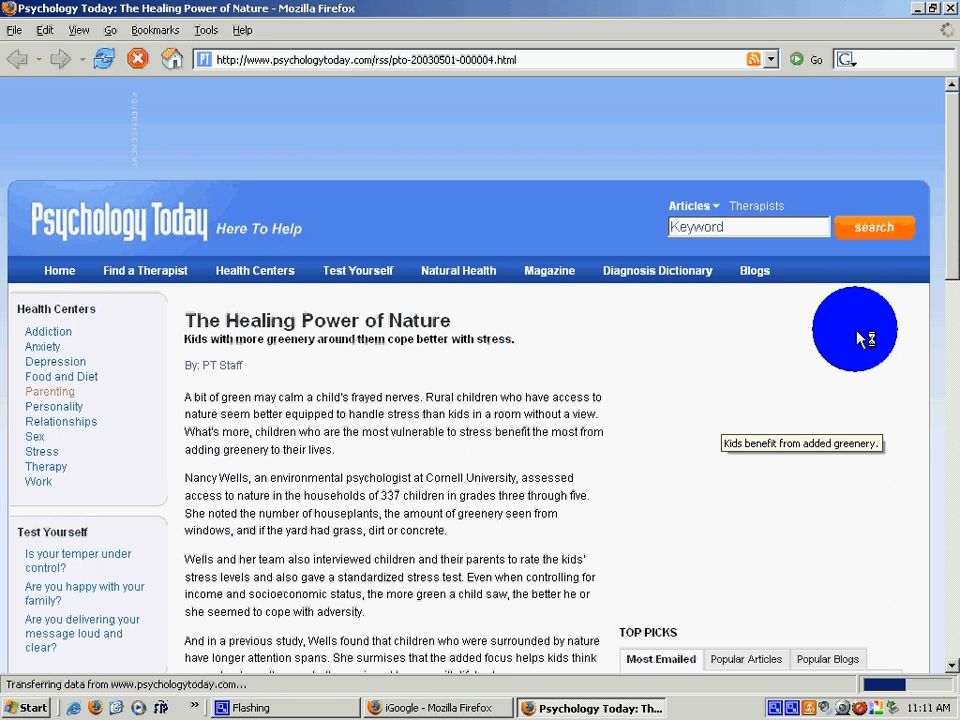 Psychology Today: The Healing Power of Nature - Mozilla Firefox
File Edit View Go Bookmarks Tools Help
http://www.psychologytoday.com/rss/pto-20030501-000004.html
Go
G
ADVERTISEMENT
Psychology Today Here To Help
Articles Therapists
Keyword
search
Home Find a Therapist Health Centers Test Yourself Natural Health Magazine Diagnosis Dictionary Blogs
Health Centers
Addiction
Anxiety
Depression
Food and Diet
Parenting
Personality
Relationships
Sex
Stress
Therapy
Work
Test Yourself
Is your temper under
control?
Are you happy with your
family?
Are you delivering your
message loud and
clear?
The Healing Power of Nature
Kids with more greenery around them cope better with stress.
By: PT Staff
A bit of green may calm a child's frayed nerves. Rural children who have access to
nature seem better equipped to handle stress than kids in a room without a view.
What's more, children who are the most vulnerable to stress benefit the most from
adding greenery to their lives.
Nancy Wells, an environmental psychologist at Cornell University, assessed
access to nature in the households of 337 children in grades three through five.
She noted the number of houseplants, the amount of greenery seen from
windows, and if the yard had grass, dirt or concrete.
Wells and her team also interviewed children and their parents to rate the kids'
stress levels and also gave a standardized stress test. Even when controlling for
income and socioeconomic status, the more green a child saw, the better he or
she seemed to cope with adversity.
And in a previous study, Wells found that children who were surrounded by nature
have longer attention spans. She surmises that the added focus helps kids think
Kids benefit from added greenery.
TOP PICKS
Most Emailed Popular Articles Popular Blogs
Transferring data from www.psychologytoday.com...
Start
Flashing
iGoogle - Mozilla Firefox
Psychology Today: Th...
11:11 AM